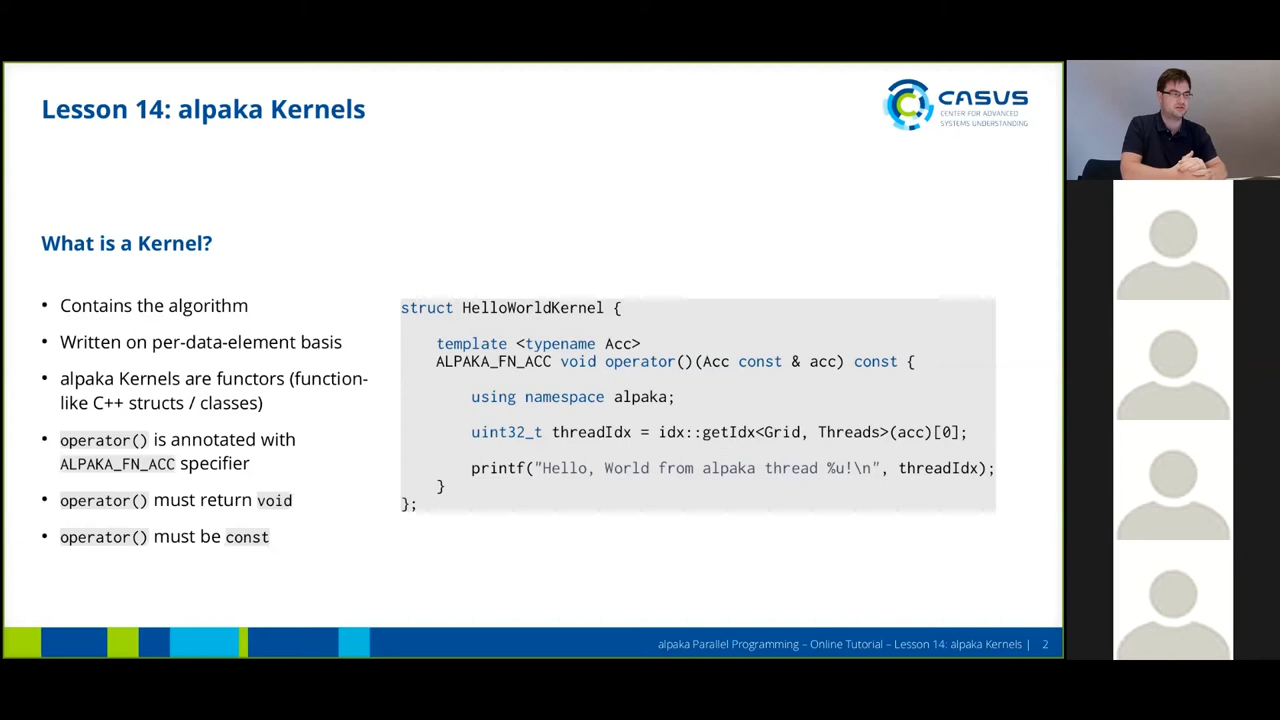 Lesson 14: alpaka Kernels
CASUS
CENTER FOR ADVANCED
SYSTEMS UNDERSTANDING
What is a Kernel?
• Contains the algorithm
• Written on per-data-element basis
• alpaka Kernels are functors (function-
like C++ structs / classes)
• operator() is annotated with
ALPAKA_FN_ACC specifier
• operator() must return void
• operator() must be const
struct HelloWorldKernel {
template <typename Acc>
ALPAKA_FN_ACC void operator()(Acc const & acc) const {
using namespace alpaka;
uint32_t threadIdx = idx::getIdx<Grid, Threads>(acc)[0];
printf("Hello, World from alpaka thread %u!\n", threadIdx);
}
};
alpaka Parallel Programming – Online Tutorial – Lesson 14: alpaka Kernels | 2